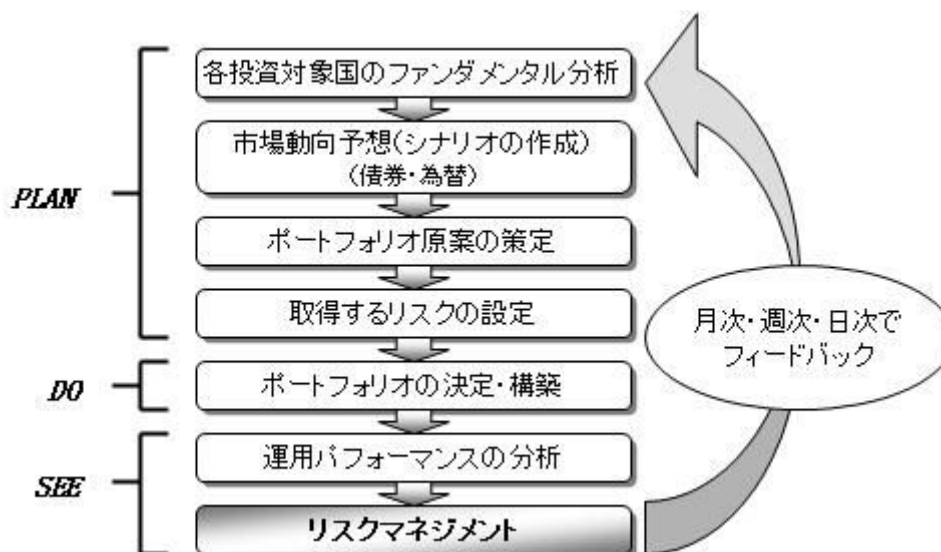 各投資対象国のファンダメンタル分析
市場動向予想(シナリオの作成)
(債券・為替)
PLAN
ポートフォリオ原案の策定
取得するリスクの設定
月次・週次・日次で
フィードバック
DO
ポートフォリオの決定・構築
運用パフォーマンスの分析
SEE
リスクマネジメント